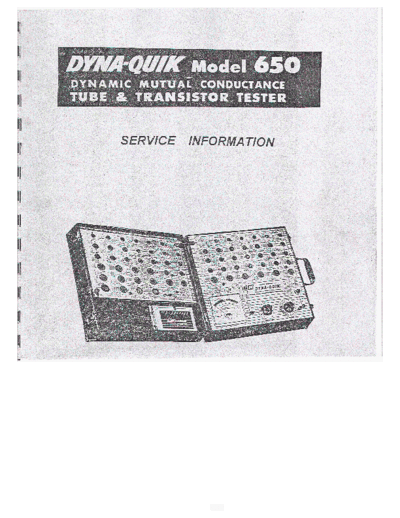 DYNA-QUIK Model 650
DYNAMIC MUTUAL CONDUCTANCE
TUBE & TRANSISTOR TESTER
SERVICE INFORMATION